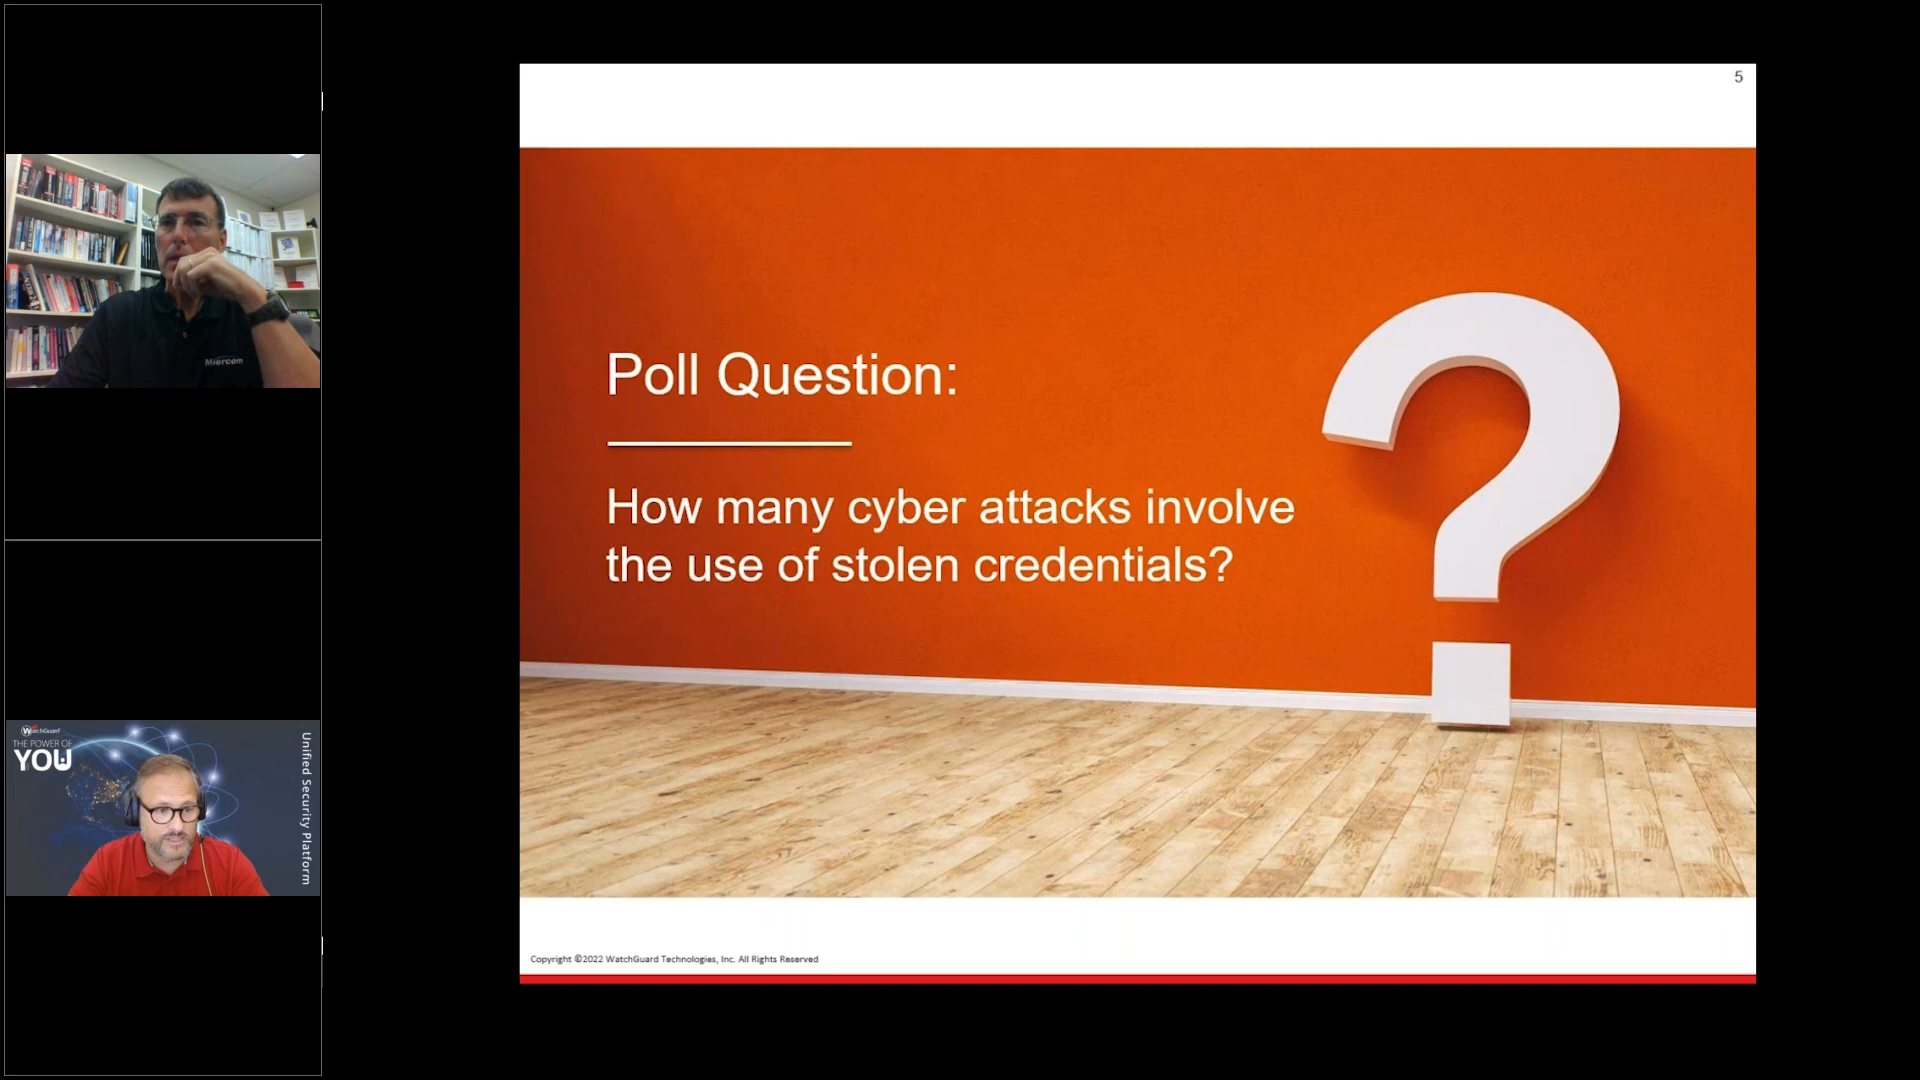 Miercom
WatchGuard
THE POWER OF
YOU
Unified Security Platform
5
Poll Question:
How many cyber attacks involve
the use of stolen credentials?
Copyright ©2022 WatchGuard Technologies, Inc. All Rights Reserved